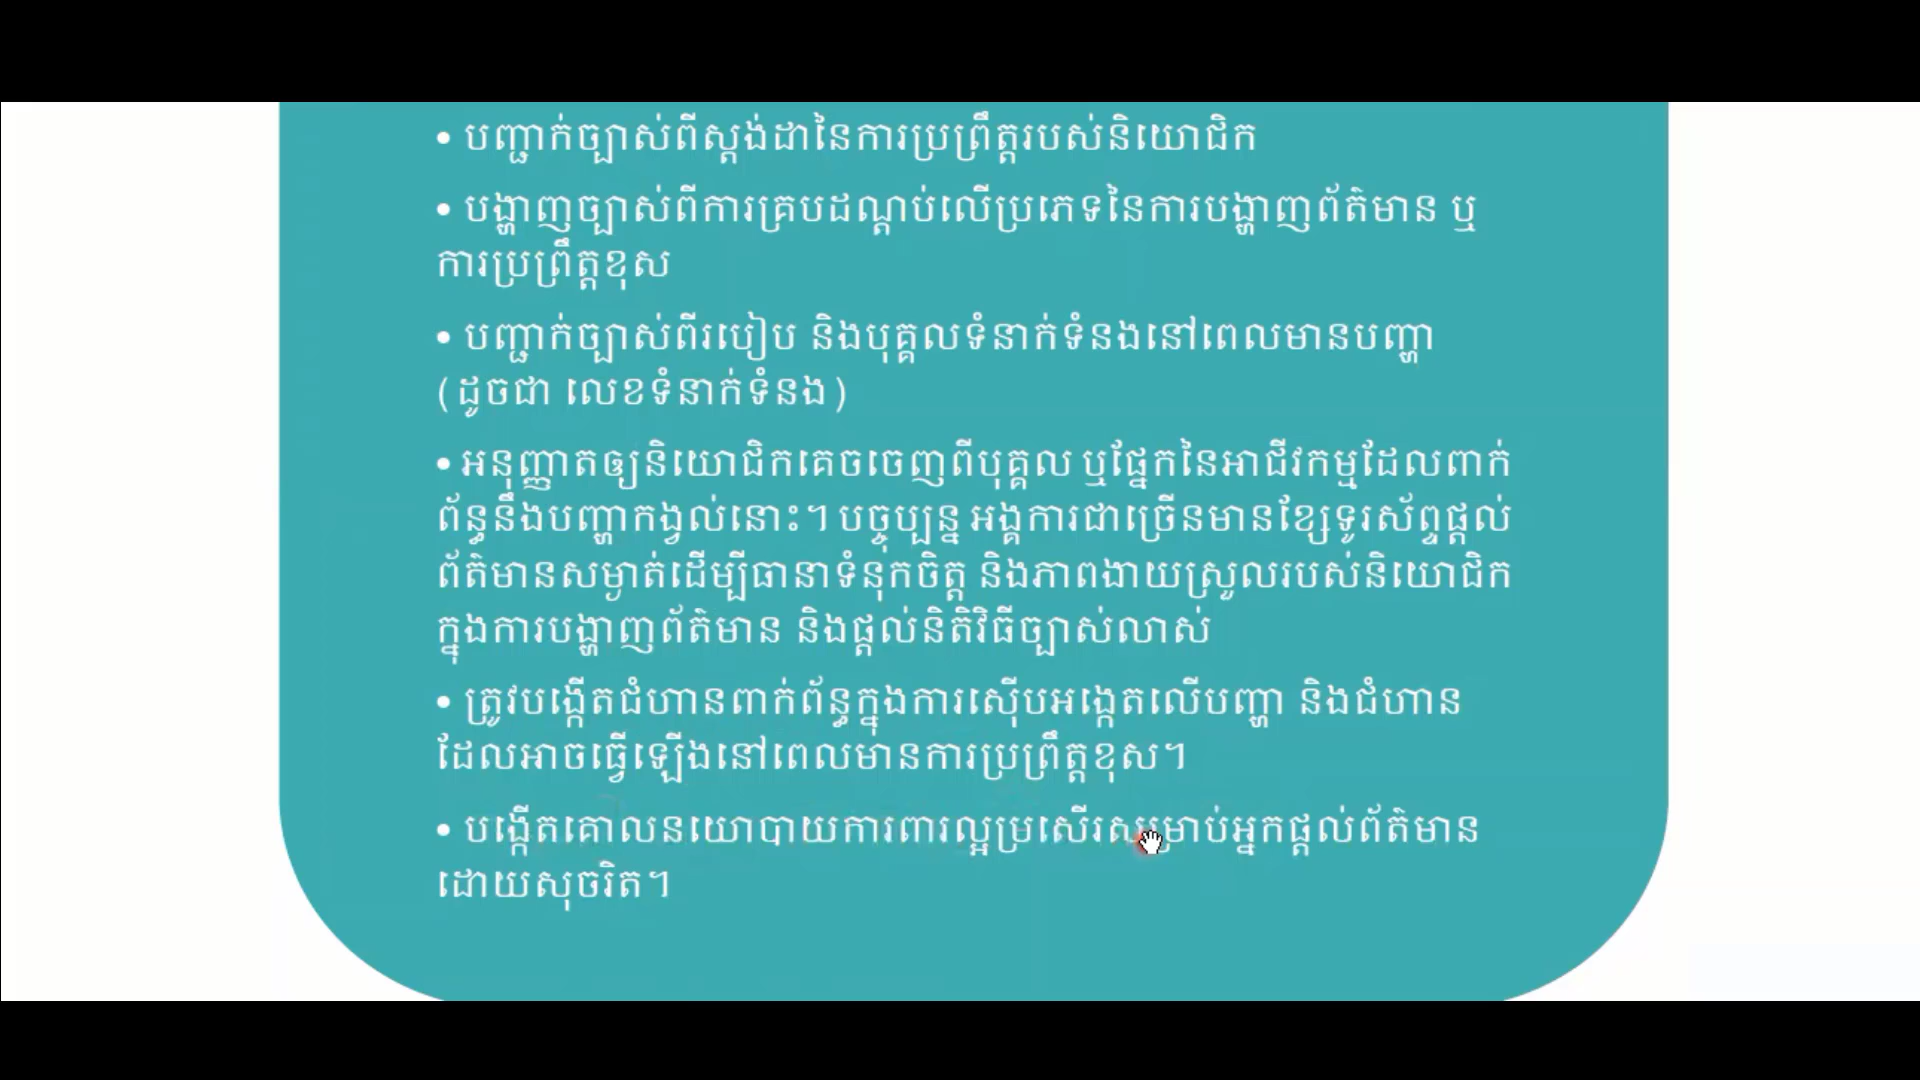 • បញ្ជាក់ច្បាស់ពីស្តង់ដានៃការប្រព្រឹត្តរបស់និយោជិក
• បង្ហាញច្បាស់ពីការគ្របដណ្តប់លើប្រភេទនៃការបង្ហាញព័ត៌មាន ឬ
ការប្រព្រឹត្តខុស
• បញ្ជាក់ច្បាស់ពីរបៀប និងបុគ្គលទំនាក់ទំនងនៅពេលមានបញ្ហា
(ដូចជា លេខទំនាក់ទំនង)
• អនុញ្ញាតឲ្យនិយោជិកគេចចេញពីបុគ្គល ឬផ្នែកនៃអាជីវកម្មដែលពាក់
ព័ន្ធនឹងបញ្ហាកង្វល់នោះ។ បច្ចុប្បន្ន អង្គការជាច្រើនមានខ្សែទូរស័ព្ទផ្តល់
ព័ត៌មានសម្ងាត់ដើម្បីធានាទំនុកចិត្ត និងភាពងាយស្រួលរបស់និយោជិក
ក្នុងការបង្ហាញព័ត៌មាន និងផ្តល់និតិវិធីច្បាស់លាស់
• ត្រូវបង្កើតជំហានពាក់ព័ន្ធក្នុងការស៊ើបអង្កេតលើបញ្ហា និងជំហាន
ដែលអាចធ្វើឡើងនៅពេលមានការប្រព្រឹត្តខុស។
• បង្កើតគោលនយោបាយការពារល្អប្រសើរសម្រាប់អ្នកផ្តល់ព័ត៌មាន
ដោយសុចរិត។